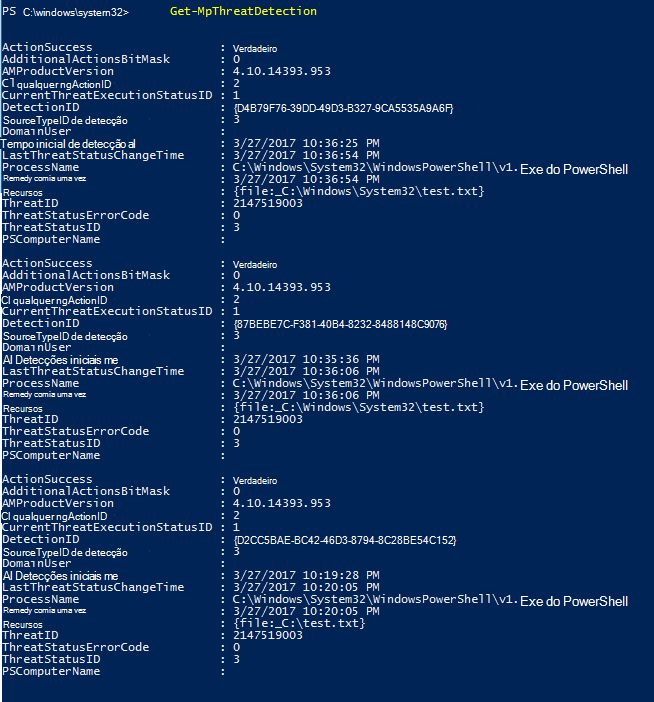 PS C:\windows\system32> Get-MpThreatDetection
ActionSuccess : Verdadeiro
AdditionalActionsBitMask : 0
AMProductVersion : 4.10.14393.953
Cl qualquer ngActionID : 2
CurrentThreatExecutionStatusID : 1
DetectionID : {D4B79F76-39DD-49D3-B327-9CA5535A9A6F}
SourceTypeID de detecção : 3
DomainUser :
Tempo inicial de detecção al : 3/27/2017 10:36:25 PM
LastThreatStatusChangeTime : 3/27/2017 10:36:54 PM
ProcessName : C:\Windows\System32\WindowsPowerShell\v1. Exe do PowerShell
Remedy comia uma vez : 3/27/2017 10:36:54 PM
Recursos : {file:_C:\Windows\System32\test.txt}
ThreatID : 2147519003
ThreatStatusErrorCode : 0
ThreatStatusID : 3
PSComputerName :
ActionSuccess : Verdadeiro
AdditionalActionsBitMask : 0
AMProductVersion : 4.10.14393.953
Cl qualquer ngActionID : 2
CurrentThreatExecutionStatusID : 1
DetectionID : {87BEBE7C-F381-40B4-8232-8488148C9076}
SourceTypeID de detecção : 3
DomainUser :
Al Detecções iniciais me : 3/27/2017 10:35:36 PM
LastThreatStatusChangeTime : 3/27/2017 10:36:06 PM
ProcessName : C:\Windows\System32\WindowsPowerShell\v1. Exe do PowerShell
Remedy comia uma vez : 3/27/2017 10:36:06 PM
Recursos : {file:_C:\Windows\System32\test.txt}
ThreatID : 2147519003
ThreatStatusErrorCode : 0
ThreatStatusID : 3
PSComputerName :
ActionSuccess : Verdadeiro
AdditionalActionsBitMask : 0
AMProductVersion : 4.10.14393.953
Cl qualquer ngActionID : 2
CurrentThreatExecutionStatusID : 1
DetectionID : {D2CC5BAE-BC42-46D3-8794-8C28BE54C152}
SourceTypeID de detecção : 3
DomainUser :
Al Detecções iniciais me : 3/27/2017 10:19:28 PM
LastThreatStatusChangeTime : 3/27/2017 10:20:05 PM
ProcessName : C:\Windows\System32\WindowsPowerShell\v1. Exe do PowerShell
Remedy comia uma vez : 3/27/2017 10:20:05 PM
Recursos : {file:_C:\test.txt}
ThreatID : 2147519003
ThreatStatusErrorCode : 0
ThreatStatusID : 3
PSComputerName :